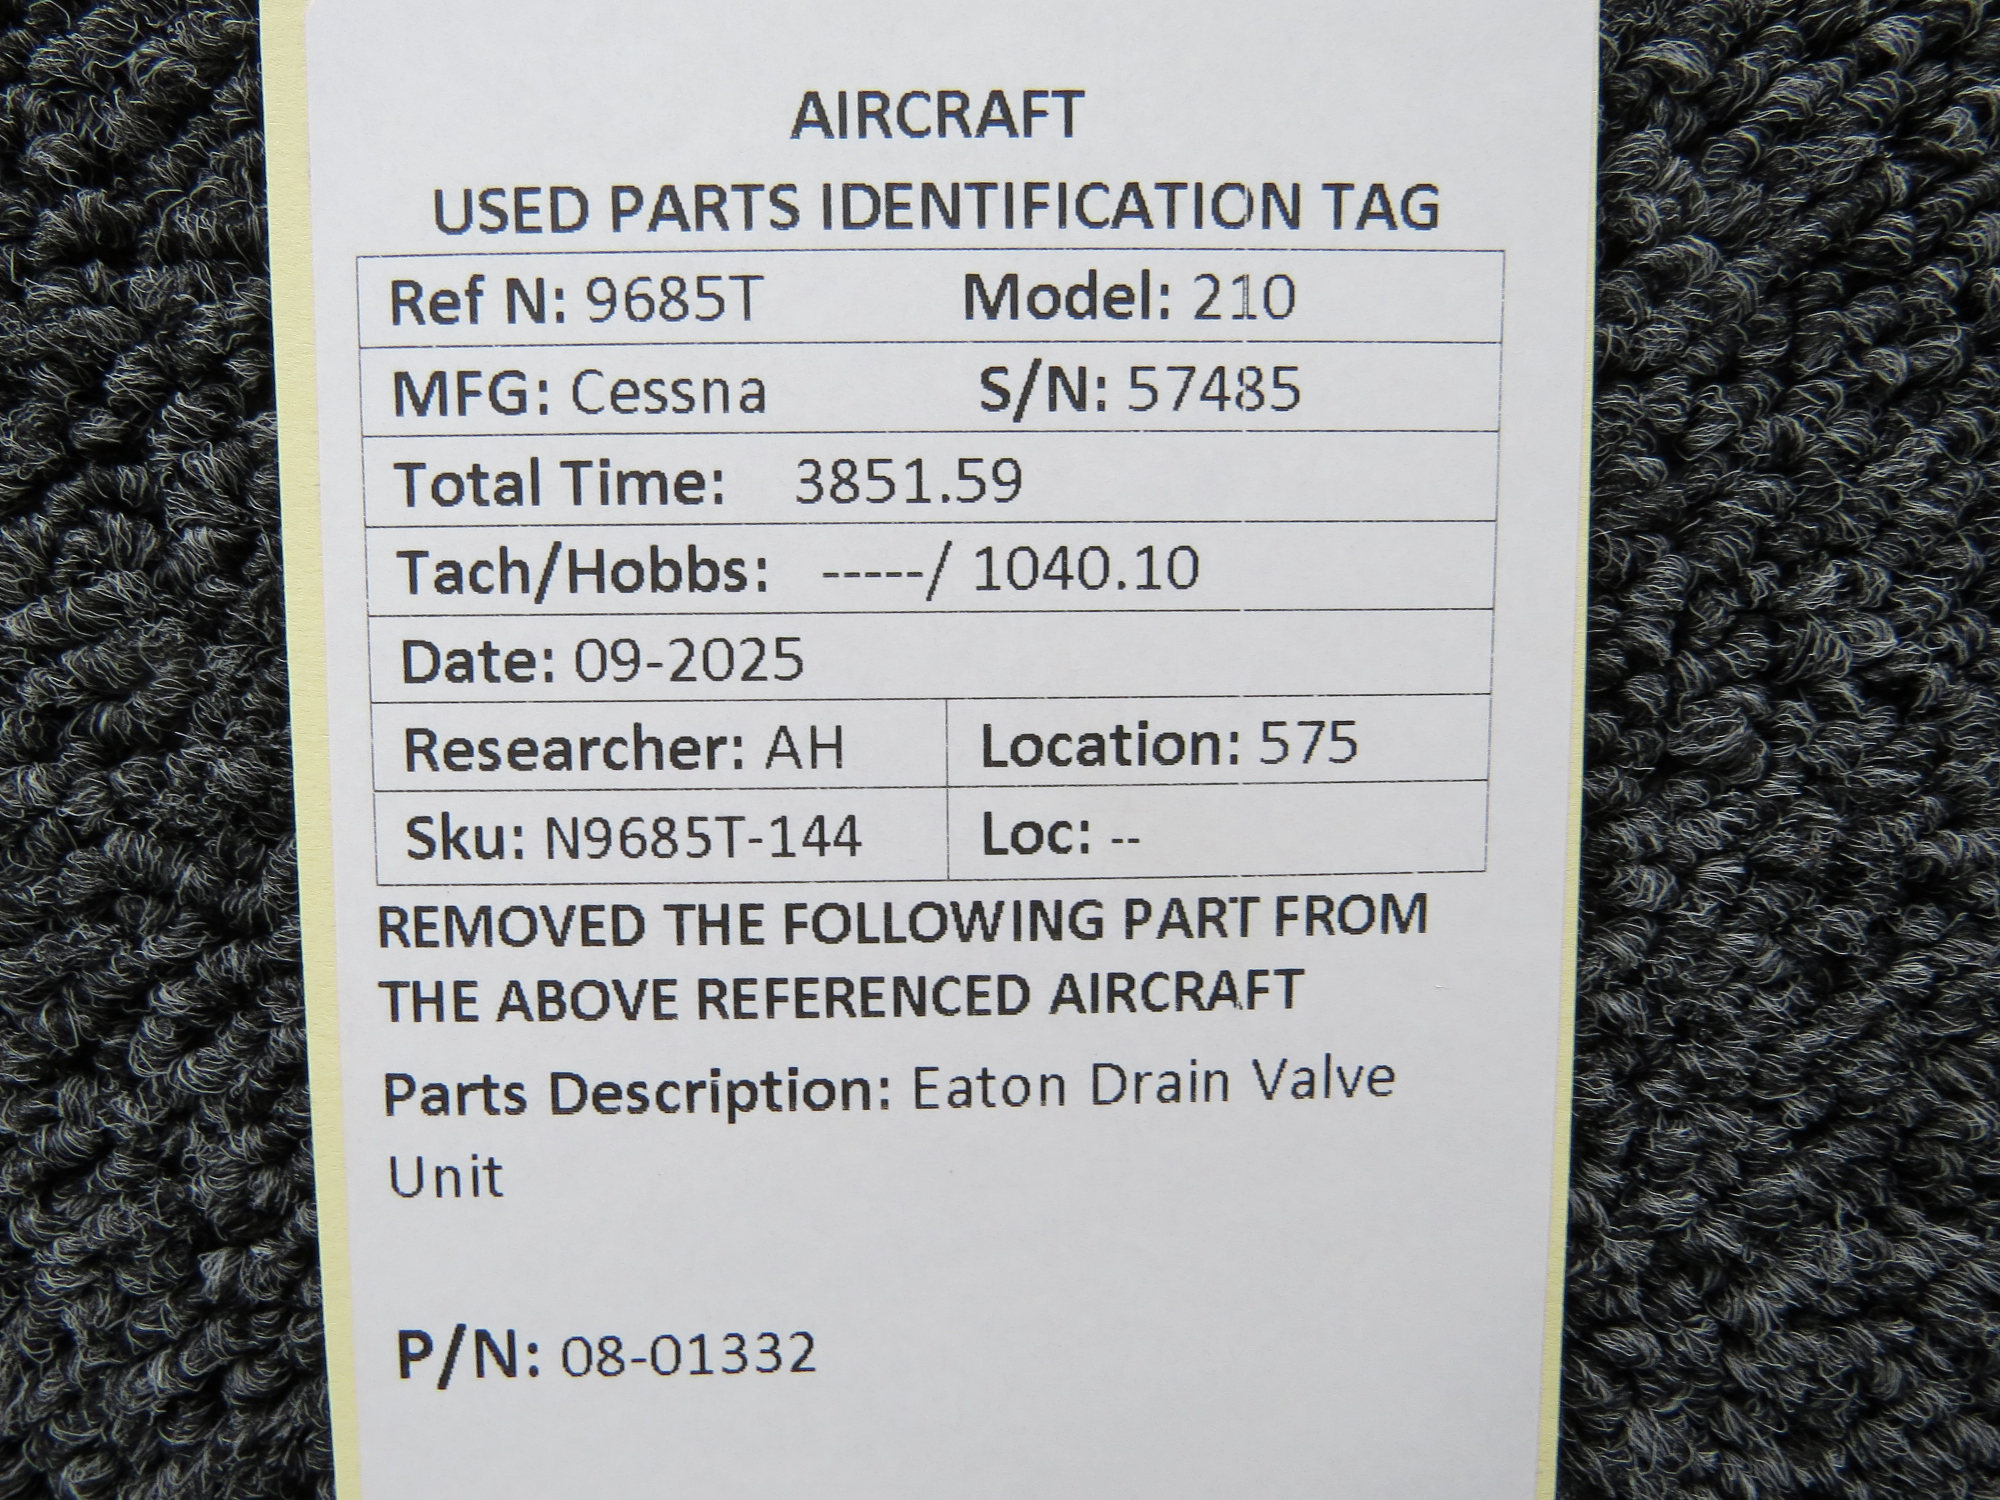 AIRCRAFT
USED PARTS IDENTIFICATION TAG
Ref N: 9685T Model: 210
MFG: Cessna S/N: 57485
Total Time: 3851.59
Tach/Hobbs: -----/ 1040.10
Date: 09-2025
Researcher: AH Location: 575
Sku: N9685T-144 Loc: --
REMOVED THE FOLLOWING PART FROM
THE ABOVE REFERENCED AIRCRAFT
Parts Description: Eaton Drain Valve
Unit
P/N: 08-01332